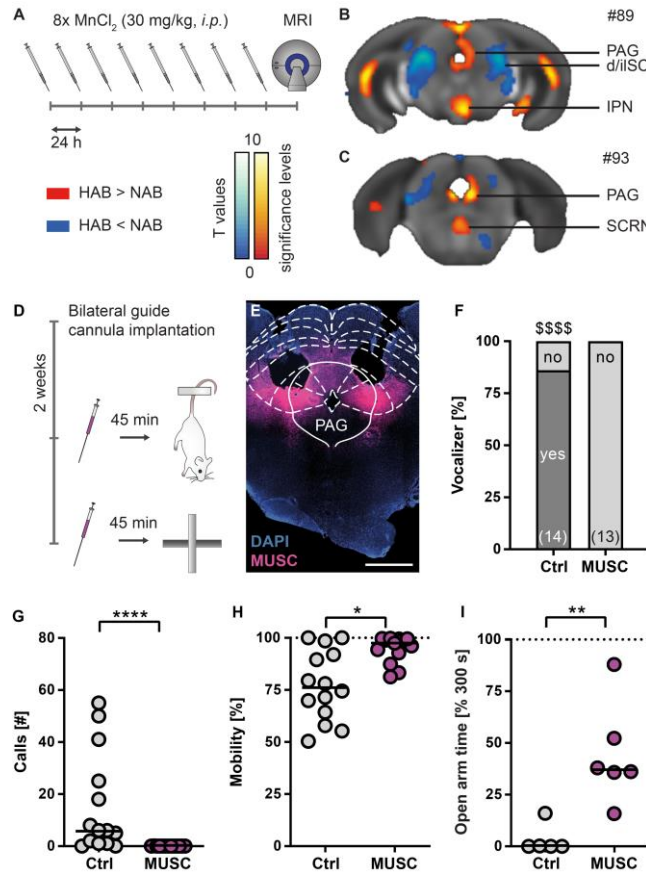 A
8x MnCl2 (30 mg/kg, i.p.)
MRI
24 h
HAB > NAB
HAB < NAB
T values
10
0
significance levels
B
#89
PAG
d/ilSC
IPN
C
#93
PAG
SCRN
D
Bilateral guide
cannula implantation
2 weeks
45 min
45 min
E
PAG
DAPI
MUSC
F
$$$$
Vocalizer [%]
100
75
50
25
0
no
yes
(14)
no
(13)
Ctrl
MUSC
G
****
Calls [#]
80
60
40
20
0
Ctrl
MUSC
H
*
Mobility [%]
100
75
50
25
0
Ctrl
MUSC
I
**
Open arm time [% 300 s]
100
75
50
25
0
Ctrl
MUSC